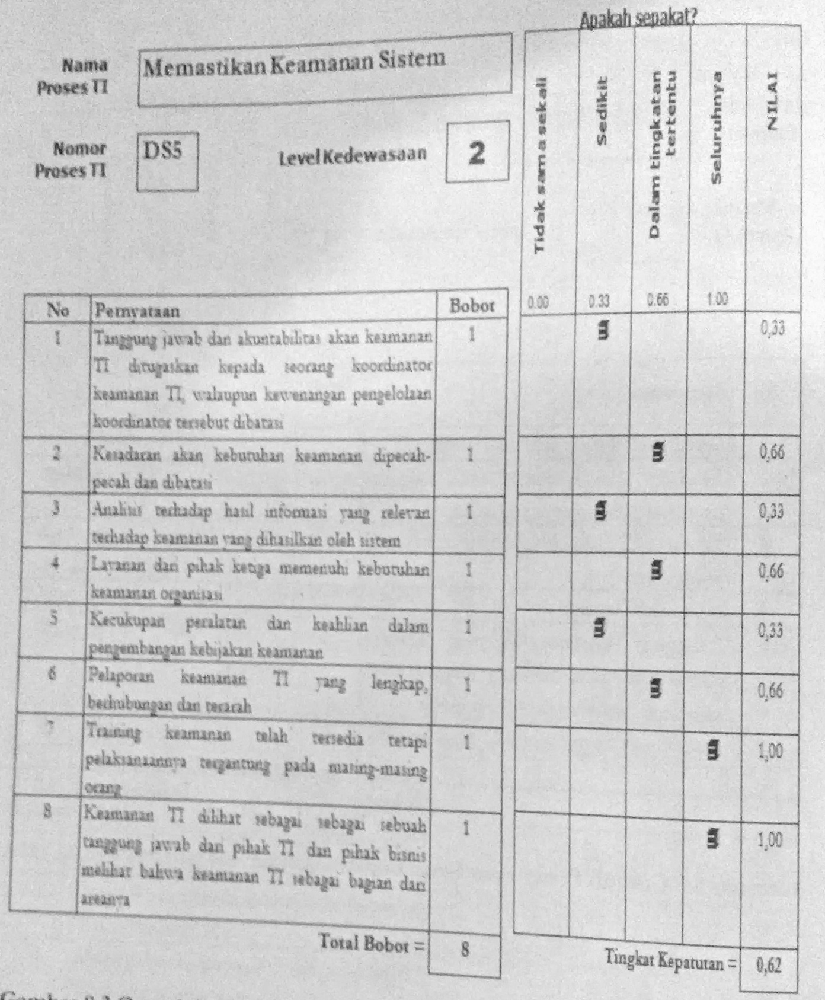 Apakah sepakat?
Nama
Proses TI
Memastikan Keamanan Sistem
Nomor
Proses TI
DS5
Level Kedewasaan
2
Tidak sama sekali
Sedikit
Dalam tingkatan
tertentu
Seluruhnya
NILAI
No Pernyataan Bobot 0.00 0.33 0.66 1.00
1 Tanggung jawab dan akuntabilitas akan keamanan 1 0,33
TI ditugaskan kepada seorang koordinator
keamanan TI, walaupun kewenangan pengelolaan
koordinator tersebut dibatasi
2 Kesadaran akan kebutuhan keamanan dipecah- 1 0,66
pecah dan dibatasi
3 Analisis terhadap hasil informasi yang relevan 1 0,33
terhadap keamanan yang dihasilkan oleh sistem
4 Layanan dari pihak ketiga memenuhi kebutuhan 1 0,66
keamanan organisasi
5 Kecukupan peralatan dan keahlian dalam 1 0,33
pengembangan kebijakan keamanan
6 Pelaporan keamanan TI yang lengkap, 1 0,66
berhubungan dan terarah
7 Training keamanan telah tersedia tetapi 1 1,00
pelaksanaannya tergantung pada masing-masing
orang
8 Keamanan TI dilihat sebagai sebagai sebuah 1 1,00
tanggung jawab dari pihak TI dan pihak bisnis
melihat bahwa keamanan TI sebagai bagian dari
areanya
Total Bobot = 8
Tingkat Kepatutan = 0,62